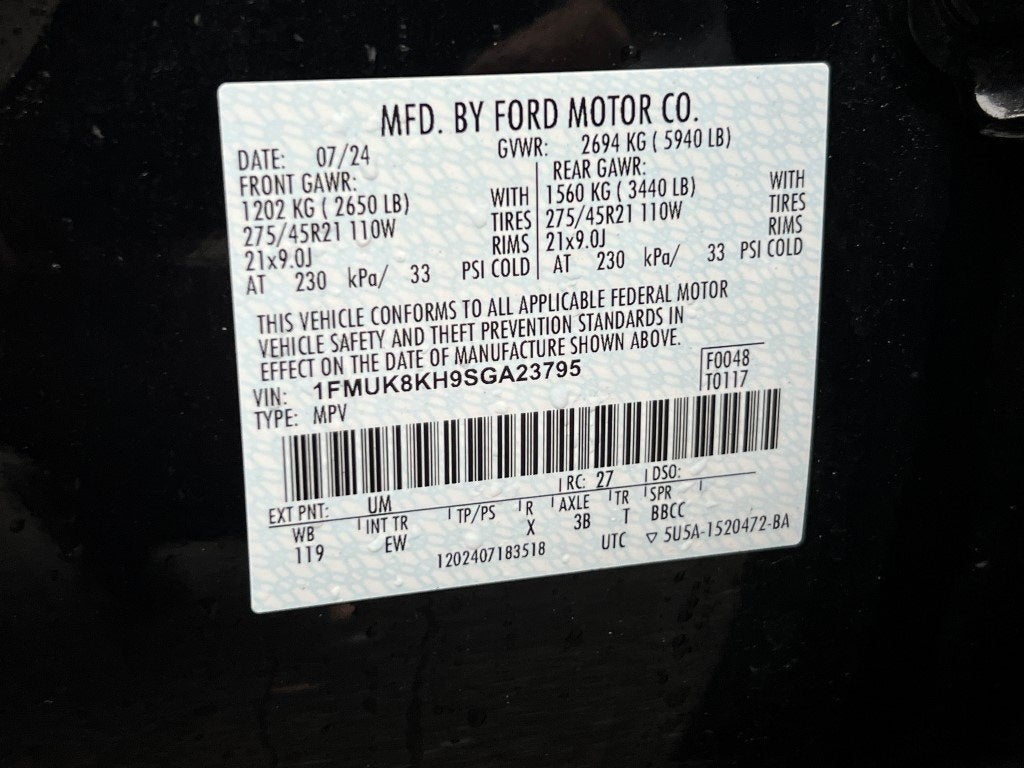 MFD. BY FORD MOTOR CO.
DATE: 07/24 GVWR: 2694 KG ( 5940 LB)
FRONT GAWR: REAR GAWR:
1202 KG ( 2650 LB) WITH 1560 KG ( 3440 LB) WITH
275/45R21 110W TIRES 275/45R21 110W TIRES
21x9.0J RIMS 21x9.0J RIMS
AT 230 kPa/ 33 PSI COLD AT 230 kPa/ 33 PSI COLD
THIS VEHICLE CONFORMS TO ALL APPLICABLE FEDERAL MOTOR
VEHICLE SAFETY AND THEFT PREVENTION STANDARDS IN
EFFECT ON THE DATE OF MANUFACTURE SHOWN ABOVE.
VIN: 1FMUK8KH9SGA23795 F0048
TYPE: MPV T0117
EXT PNT: UM RC: 27 DSO:
WB INT TR TP/PS R AXLE TR SPR
119 EW X 3B T BBCC
1202407183518 UTC ▽ 5U5A-1520472-BA